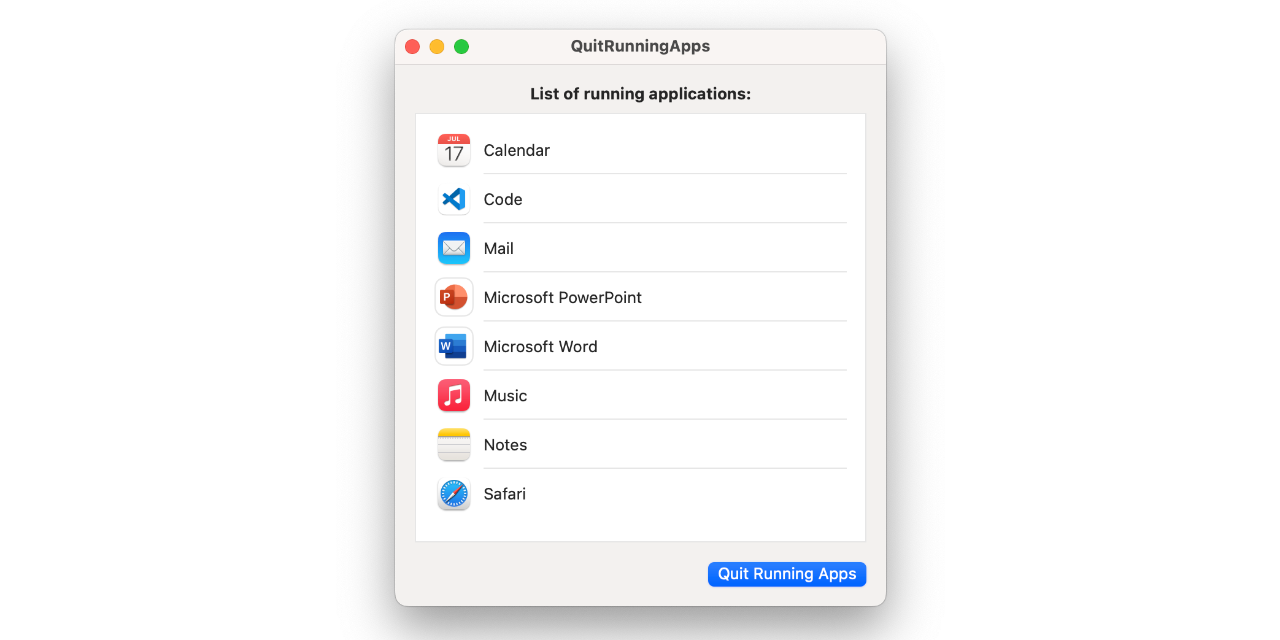 QuitRunningApps
List of running applications:
JUL
17
Calendar
Code
Mail
P
Microsoft PowerPoint
W
Microsoft Word
Music
Notes
Safari
Quit Running Apps